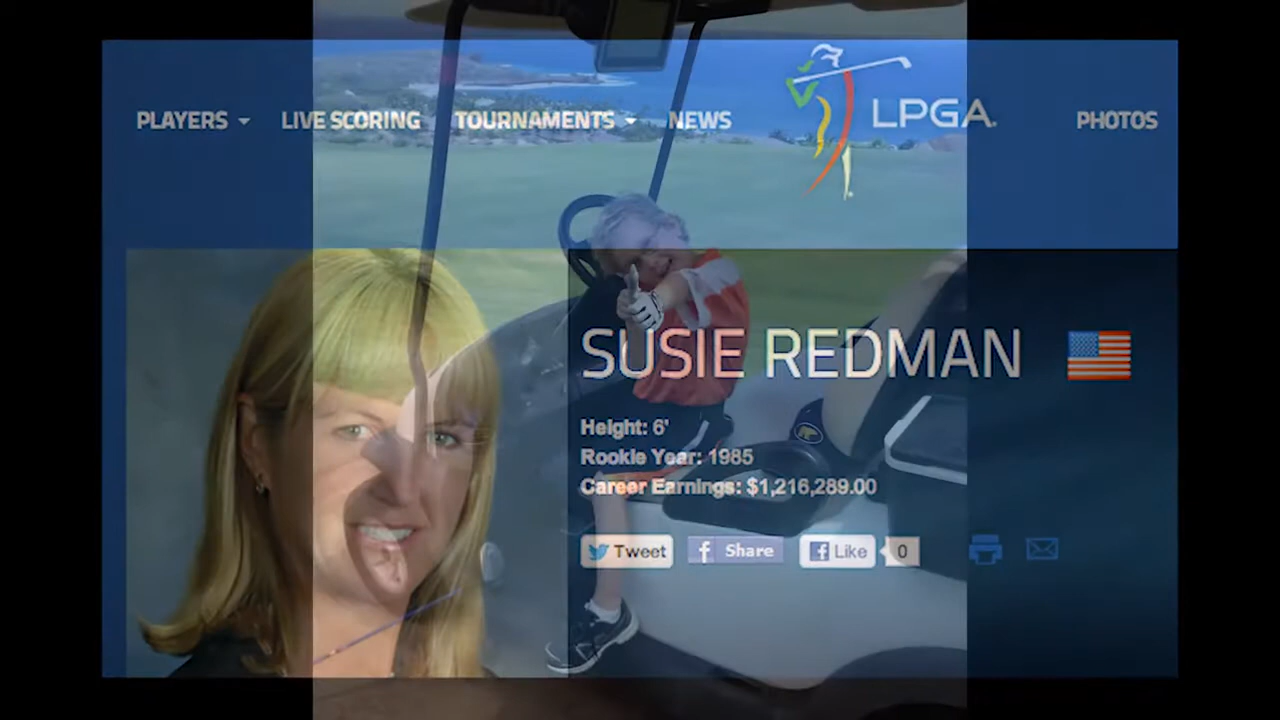 PLAYERS LIVE SCORING TOURNAMENTS NEWS LPGA. PHOTOS
SUSIE REDMAN
Height: 6'
Rookie Year: 1985
Career Earnings: $1,216,289.00
Tweet Share Like 0